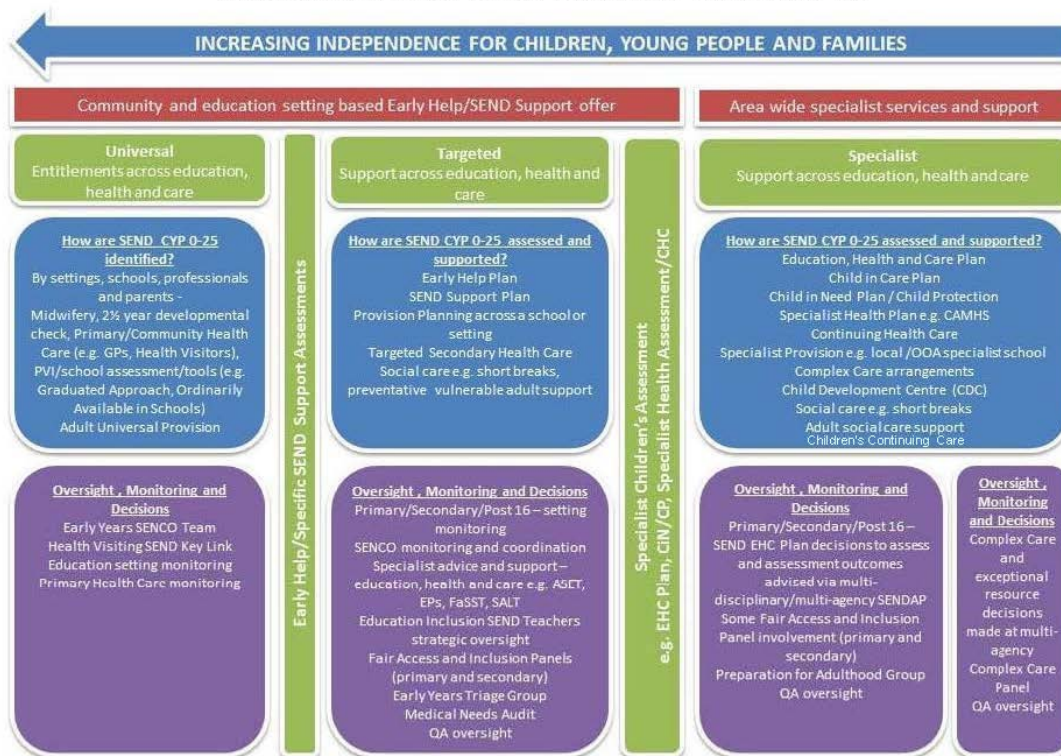 INCREASING INDEPENDENCE FOR CHILDREN, YOUNG PEOPLE AND FAMILIES
Community and education setting based Early Help/SEND Support offer
Area wide specialist services and support
Universal
Entitlements across education,
health and care
Early Help/Specific SEND Support Assessments
Targeted
Support across education, health and
care
Specialist Children's Assessment
e.g. EHC Plan, CiN/CP, Specialist Health Assessment/CHC
Specialist
Support across education, health and care
How are SEND CYP 0-25
identified?
By settings, schools, professionals
and parents -
Midwifery, 2½ year developmental
check, Primary/Community Health
Care (e.g. GPs, Health Visitors),
PVI/school assessment/tools (e.g.
Graduated Approach, Ordinarily
Available in Schools)
Adult Universal Provision
How are SEND CYP 0-25 assessed and
supported?
Early Help Plan
SEND Support Plan
Provision Planning across a school or
setting
Targeted Secondary Health Care
Social care e.g. short breaks,
preventative vulnerable adult support
How are SEND CYP 0-25 assessed and supported?
Education, Health and Care Plan
Child in Care Plan
Child in Need Plan / Child Protection
Specialist Health Plan e.g. CAMHS
Continuing Health Care
Specialist Provision e.g. local /OOA specialist school
Complex Care arrangements
Child Development Centre (CDC)
Social care e.g. short breaks
Adult social care support
Children's Continuing Care
Oversight , Monitoring and
Decisions
Early Years SENCO Team
Health Visiting SEND Key Link
Education setting monitoring
Primary Health Care monitoring
Oversight , Monitoring and Decisions
Primary/Secondary/Post 16 – setting
monitoring
SENCO monitoring and coordination
Specialist advice and support –
education, health and care e.g. ASET,
EPs, FaSST, SALT
Education Inclusion SEND Teachers
strategic oversight
Fair Access and Inclusion Panels
(primary and secondary)
Early Years Triage Group
Medical Needs Audit
QA oversight
Oversight , Monitoring and
Decisions
Primary/Secondary/Post 16 –
SEND EHC Plan decisions to assess
and assessment outcomes
advised via multi-
disciplinary/multi-agency SENDAP
Some Fair Access and Inclusion
Panel involvement (primary and
secondary)
Preparation for Adulthood Group
QA oversight
Oversight ,
Monitoring
and Decisions
Complex Care
and
exceptional
resource
decisions
made at multi-
agency
Complex Care
Panel
QA oversight